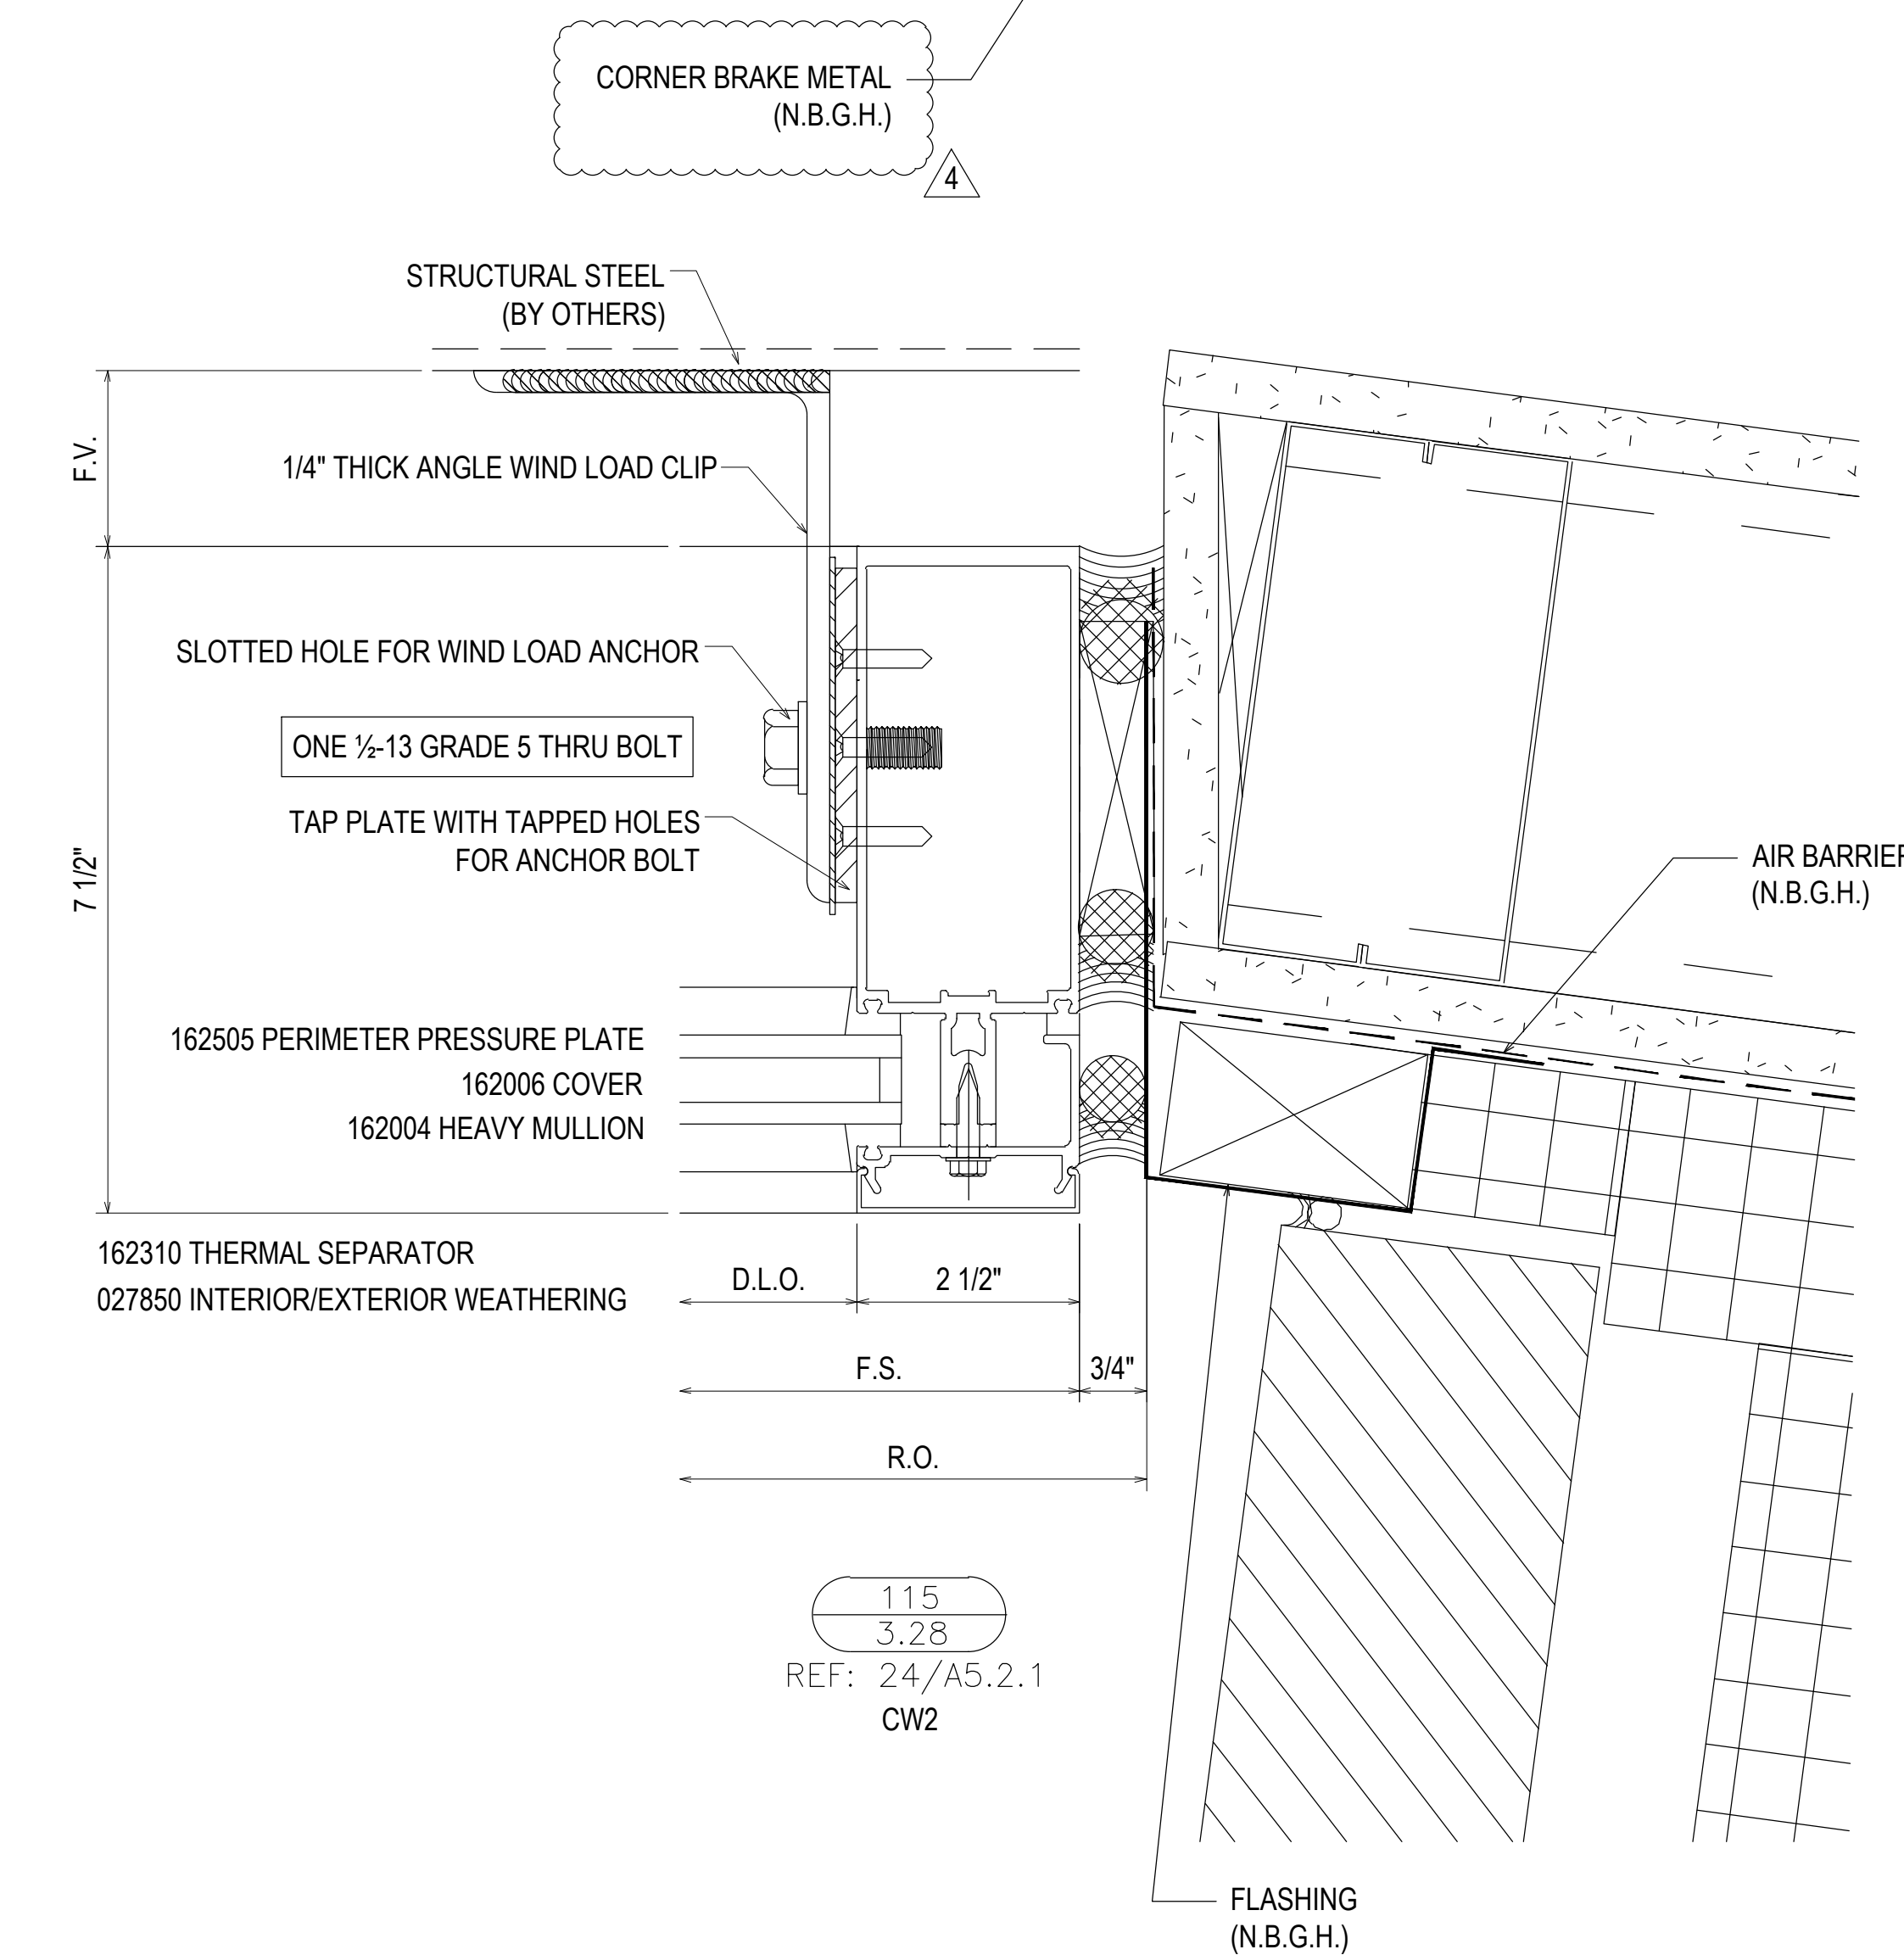 CORNER BRAKE METAL
(N.B.G.H.)
4
STRUCTURAL STEEL
(BY OTHERS)
F.V.
1/4" THICK ANGLE WIND LOAD CLIP
SLOTTED HOLE FOR WIND LOAD ANCHOR
ONE ½-13 GRADE 5 THRU BOLT
TAP PLATE WITH TAPPED HOLES
FOR ANCHOR BOLT
7 1/2"
AIR BARRIER
(N.B.G.H.)
162505 PERIMETER PRESSURE PLATE
162006 COVER
162004 HEAVY MULLION
162310 THERMAL SEPARATOR
027850 INTERIOR/EXTERIOR WEATHERING
D.L.O.
2 1/2"
F.S.
3/4"
R.O.
115
3.28
REF: 24/A5.2.1
CW2
FLASHING
(N.B.G.H.)